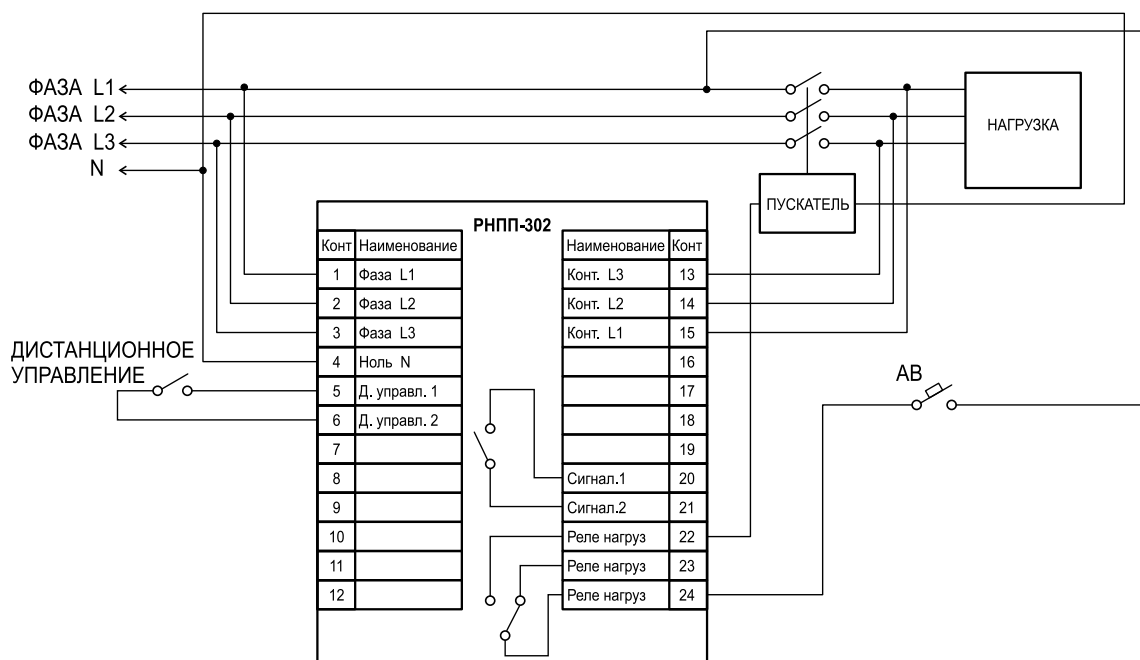 ФАЗА L1
ФАЗА L2
ФАЗА L3
N
НАГРУЗКА
ПУСКАТЕЛЬ
РНПП-302
Конт Наименование Наименование Конт
1 Фаза L1 Конт. L3 13
2 Фаза L2 Конт. L2 14
3 Фаза L3 Конт. L1 15
4 Ноль N 16
5 Д. управл. 1 17
6 Д. управл. 2 18
7 19
8 Сигнал.1 20
9 Сигнал.2 21
10 Реле нагруз 22
11 Реле нагруз 23
12 Реле нагруз 24
ДИСТАНЦИОННОЕ
УПРАВЛЕНИЕ
АВ